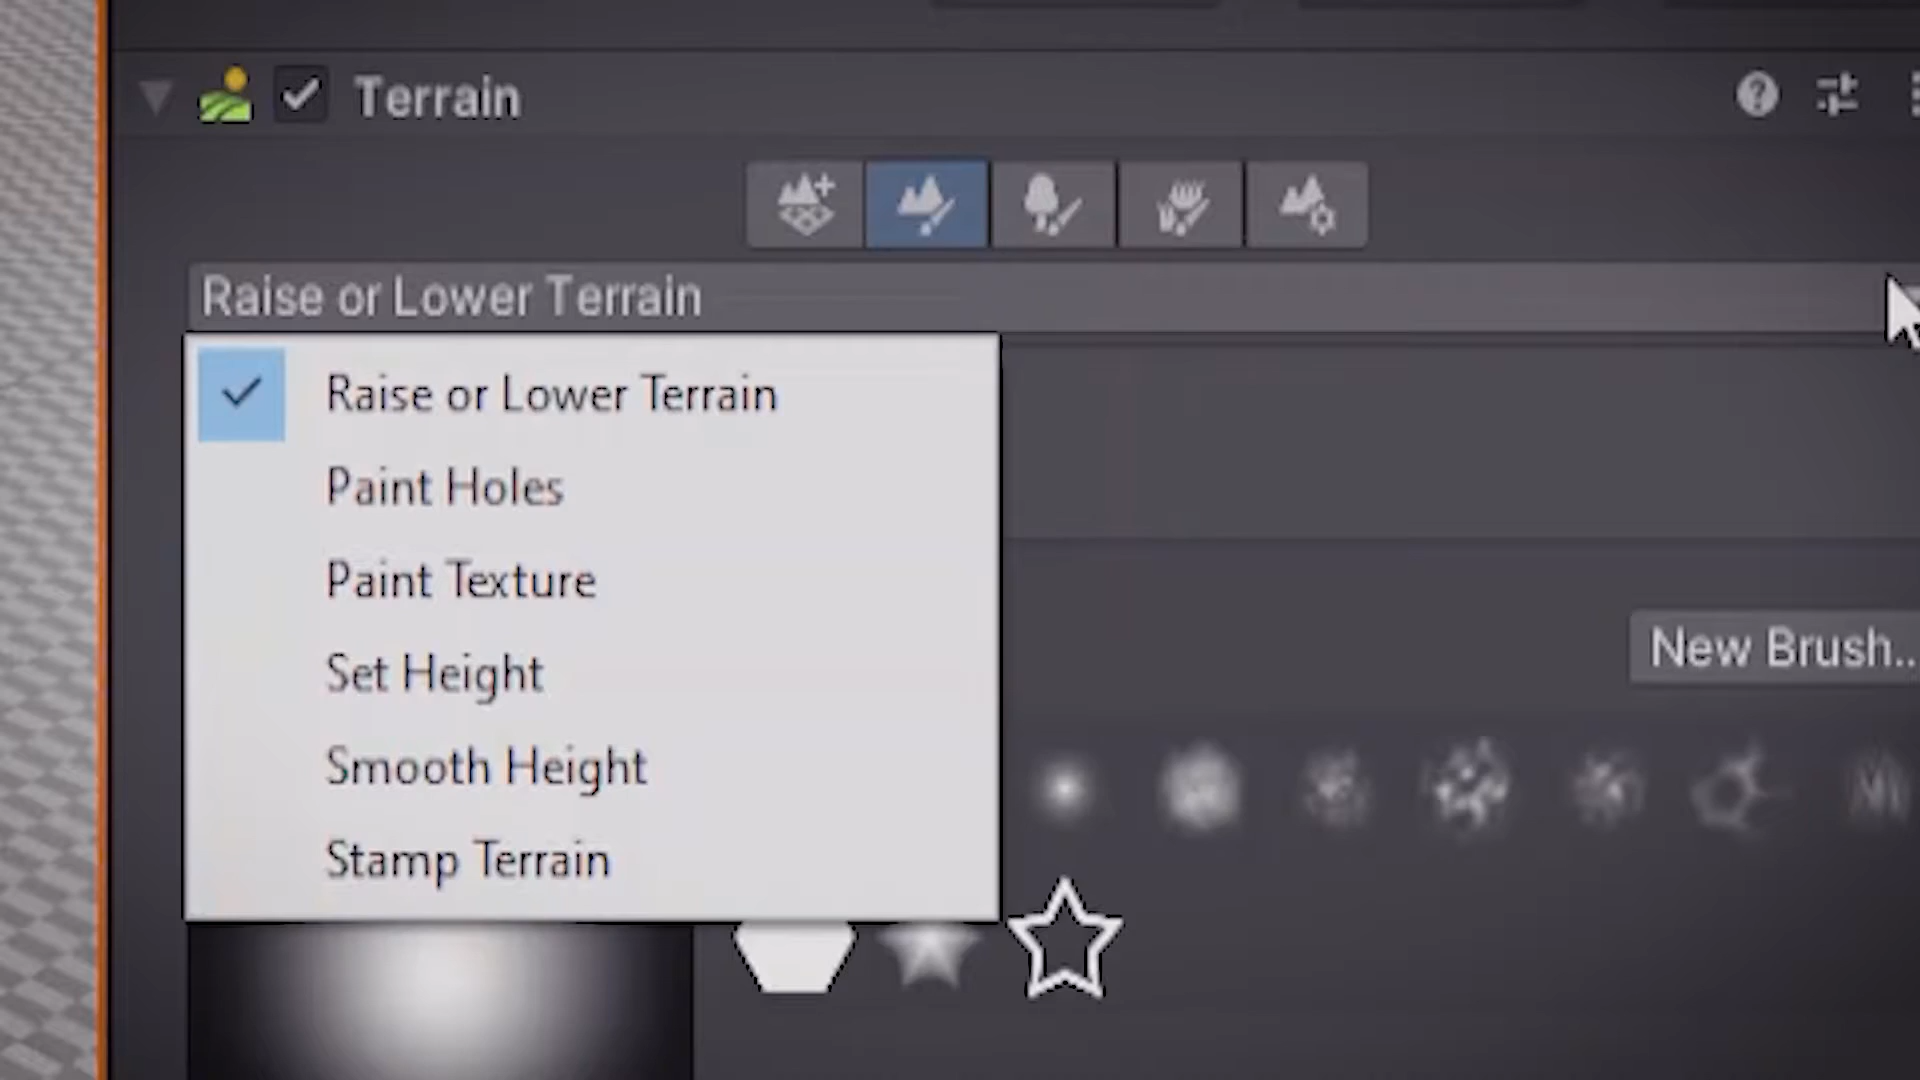 Terrain
Raise or Lower Terrain
Raise or Lower Terrain
Paint Holes
Paint Texture
Set Height
Smooth Height
Stamp Terrain
New Brush..